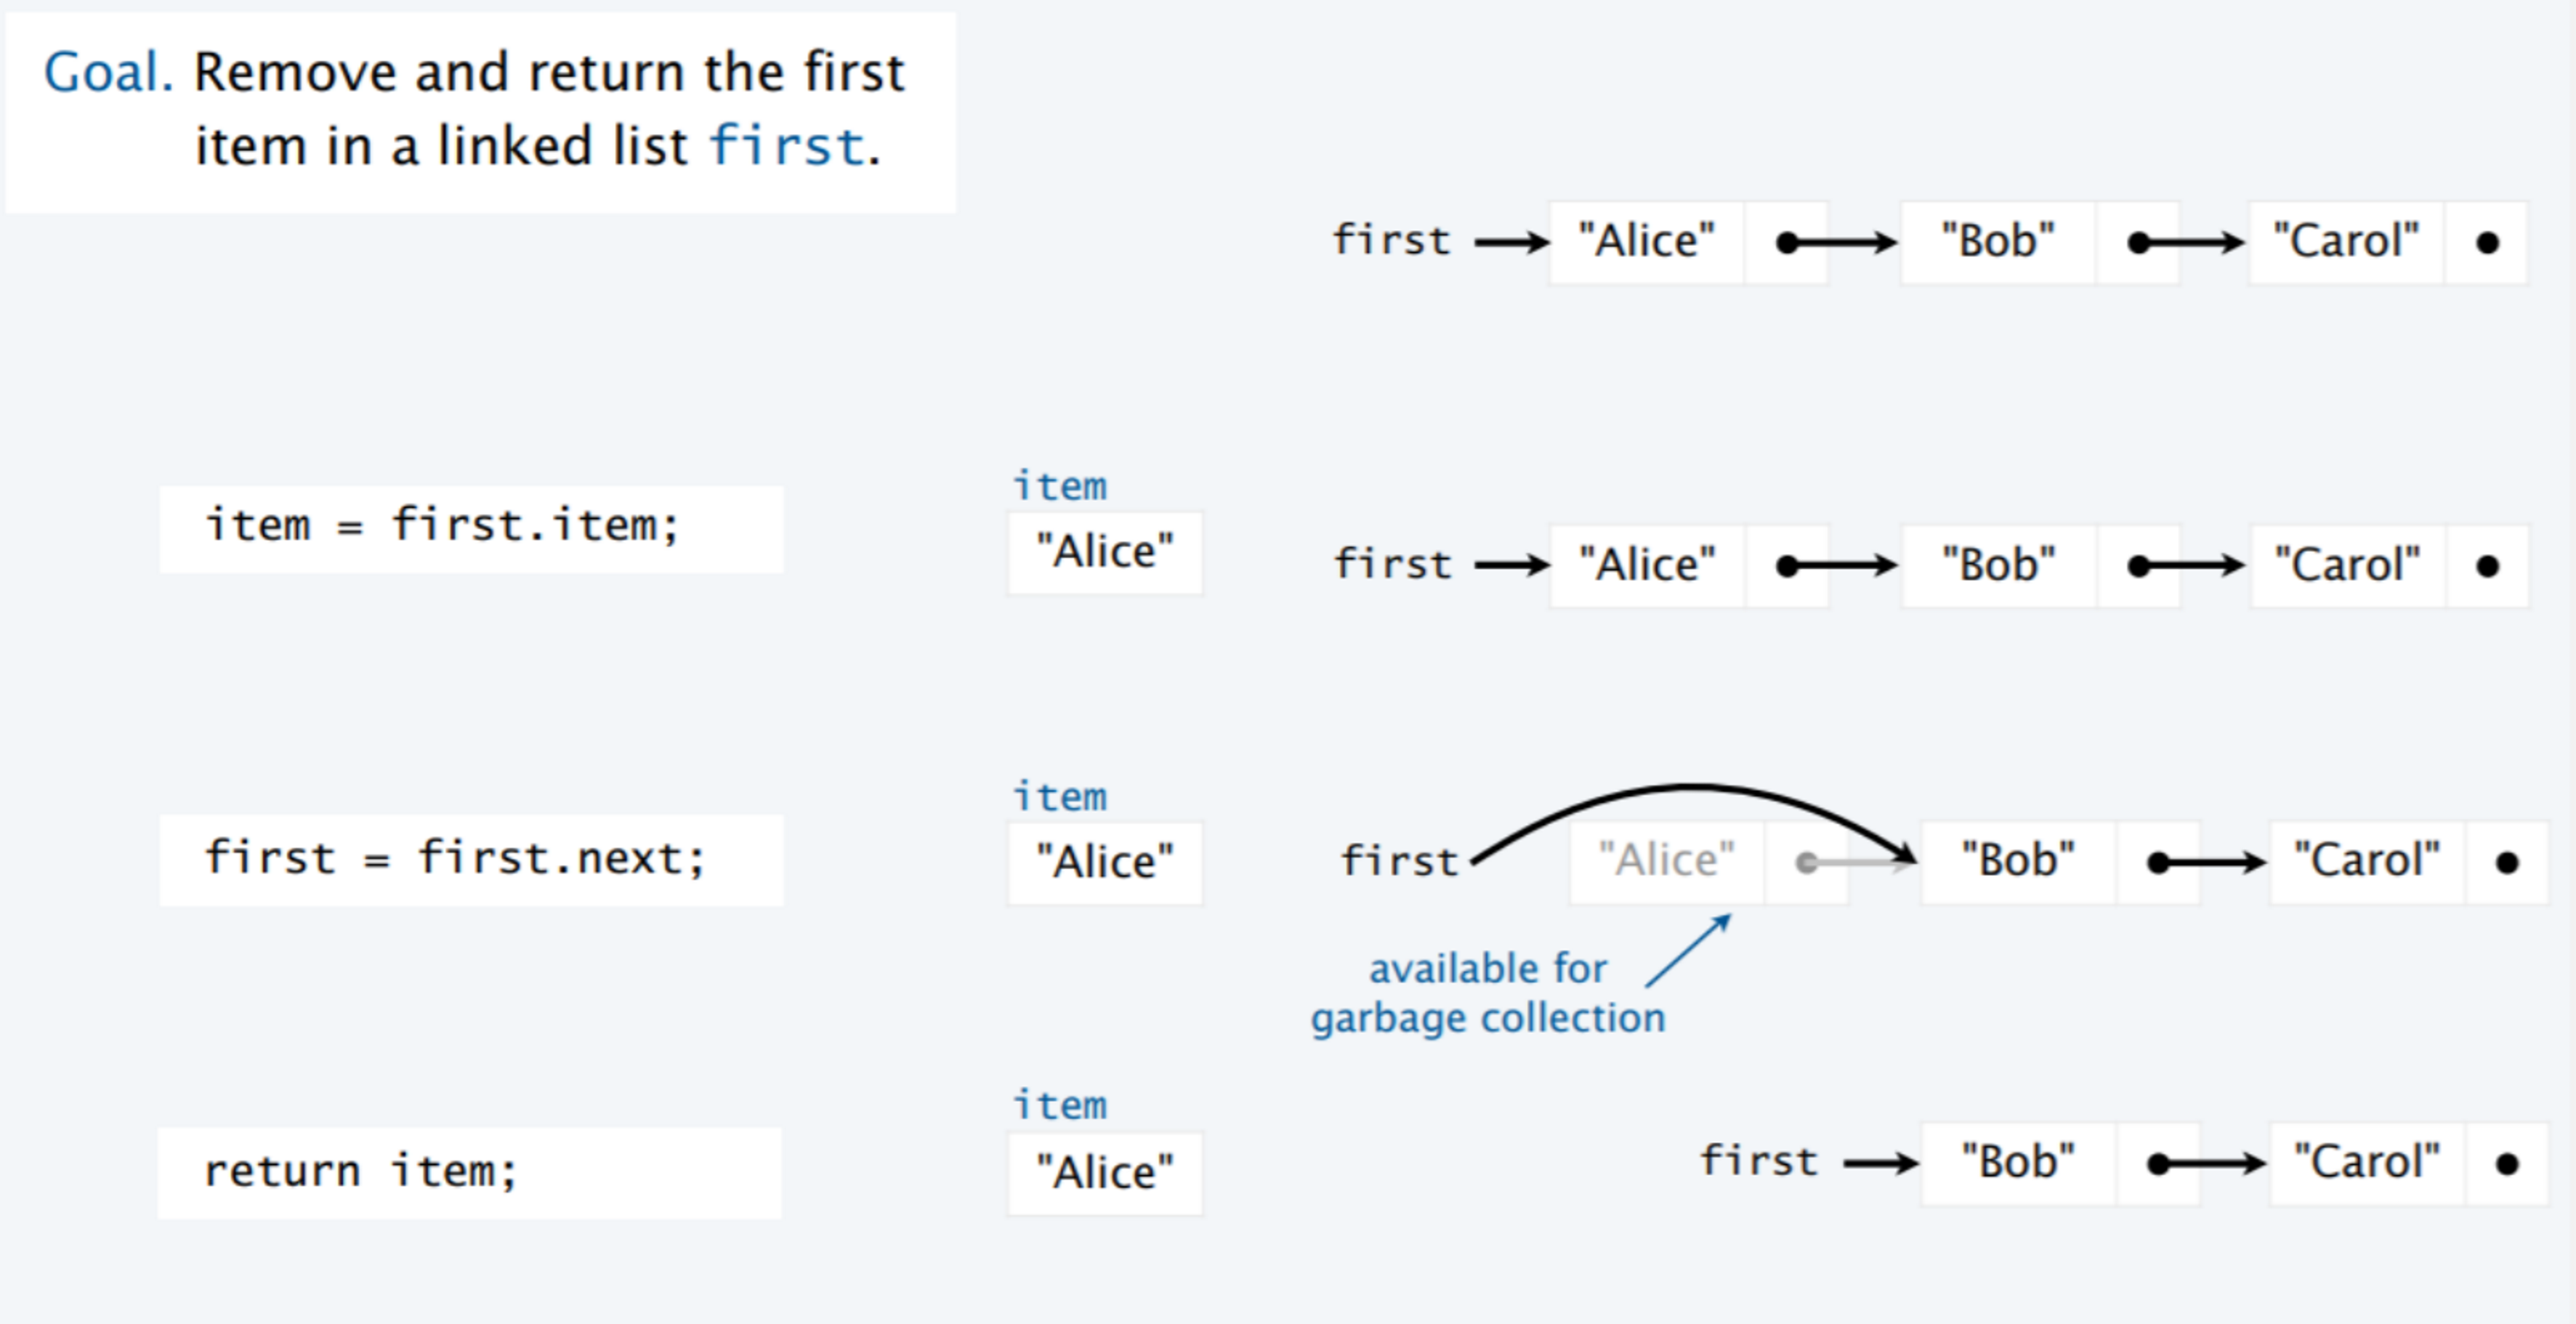 Goal. Remove and return the first
item in a linked list first.
first "Alice" "Bob" "Carol"
item
item = first.item; "Alice" first "Alice" "Bob" "Carol"
item
first = first.next; "Alice" first "Alice" "Bob" "Carol"
available for
garbage collection
item
return item; "Alice" first "Bob" "Carol"